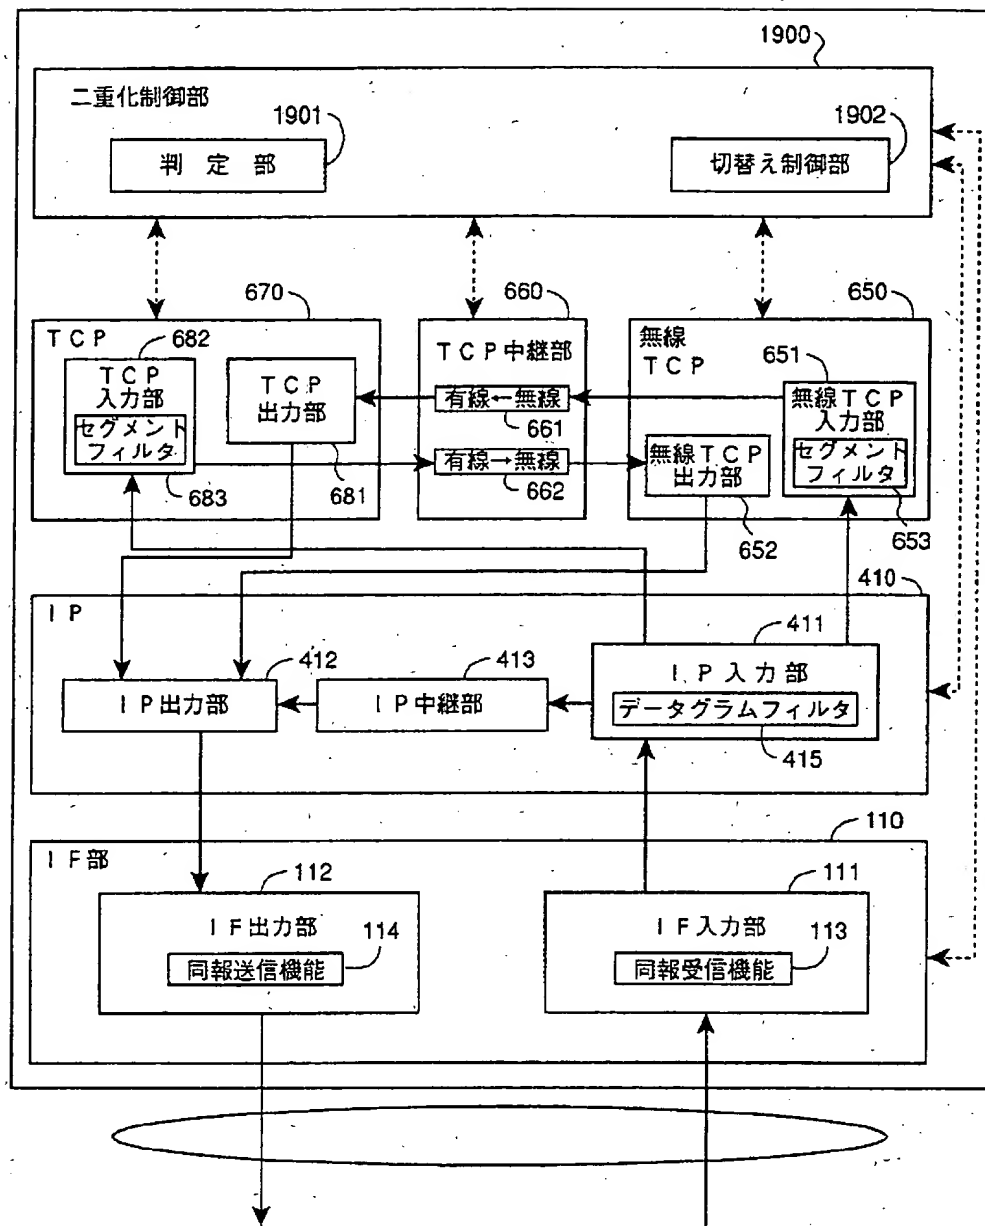 1900
二重化制御部
1901
判定部
1902
切替え制御部
670
TCP
682
TCP
入力部
セグメント
フィルタ
683
TCP
出力部
681
660
TCP中継部
有線←無線
661
有線→無線
662
650
無線
TCP
651
無線TCP
入力部
セグメント
フィルタ
653
無線TCP
出力部
652
410
IP
412
IP出力部
413
IP中継部
411
IP入力部
データグラムフィルタ
415
110
IF部
112
IF出力部
114
同報送信機能
111
IF入力部
113
同報受信機能